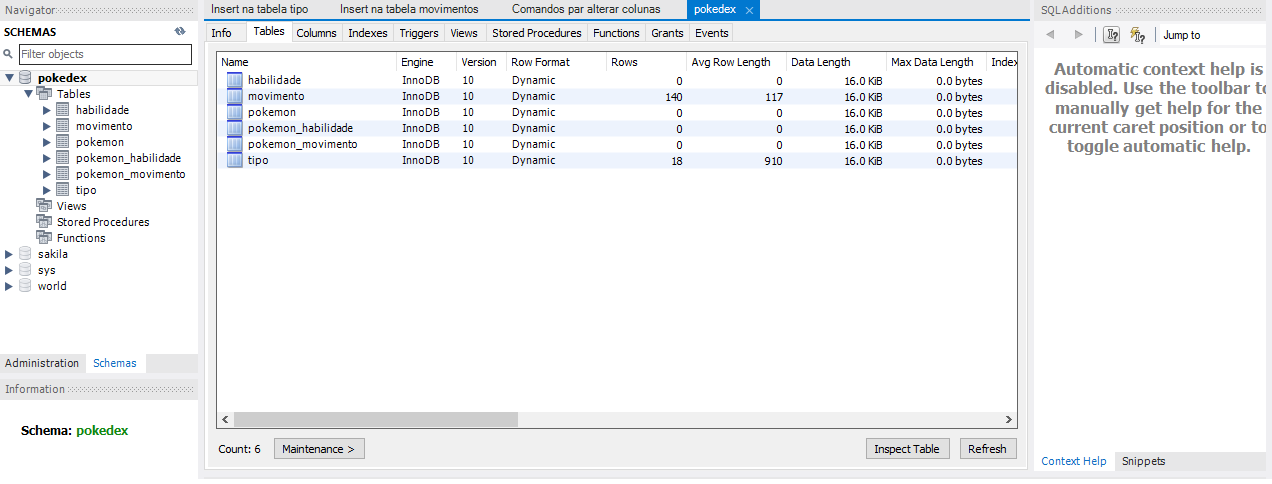 Navigator
SCHEMAS
Filter objects
pokedex
Tables
habilidade
movimento
pokemon
pokemon_habilidade
pokemon_movimento
tipo
Views
Stored Procedures
Functions
sakila
sys
world
Administration Schemas
Information
Schema: pokedex
Insert na tabela tipo Insert na tabela movimentos Comandos par alterar colunas pokedex
Info Tables Columns Indexes Triggers Views Stored Procedures Functions Grants Events
Name Engine Version Row Format Rows Avg Row Length Data Length Max Data Length Index
habilidade InnoDB 10 Dynamic 0 0 16.0 KiB 0.0 bytes
movimento InnoDB 10 Dynamic 140 117 16.0 KiB 0.0 bytes
pokemon InnoDB 10 Dynamic 0 0 16.0 KiB 0.0 bytes
pokemon_habilidade InnoDB 10 Dynamic 0 0 16.0 KiB 0.0 bytes
pokemon_movimento InnoDB 10 Dynamic 0 0 16.0 KiB 0.0 bytes
tipo InnoDB 10 Dynamic 18 910 16.0 KiB 0.0 bytes
Count: 6 Maintenance > Inspect Table Refresh
SQLAdditions
Jump to
Automatic context help is
disabled. Use the toolbar to
manually get help for the
current caret position or to
toggle automatic help.
Context Help Snippets